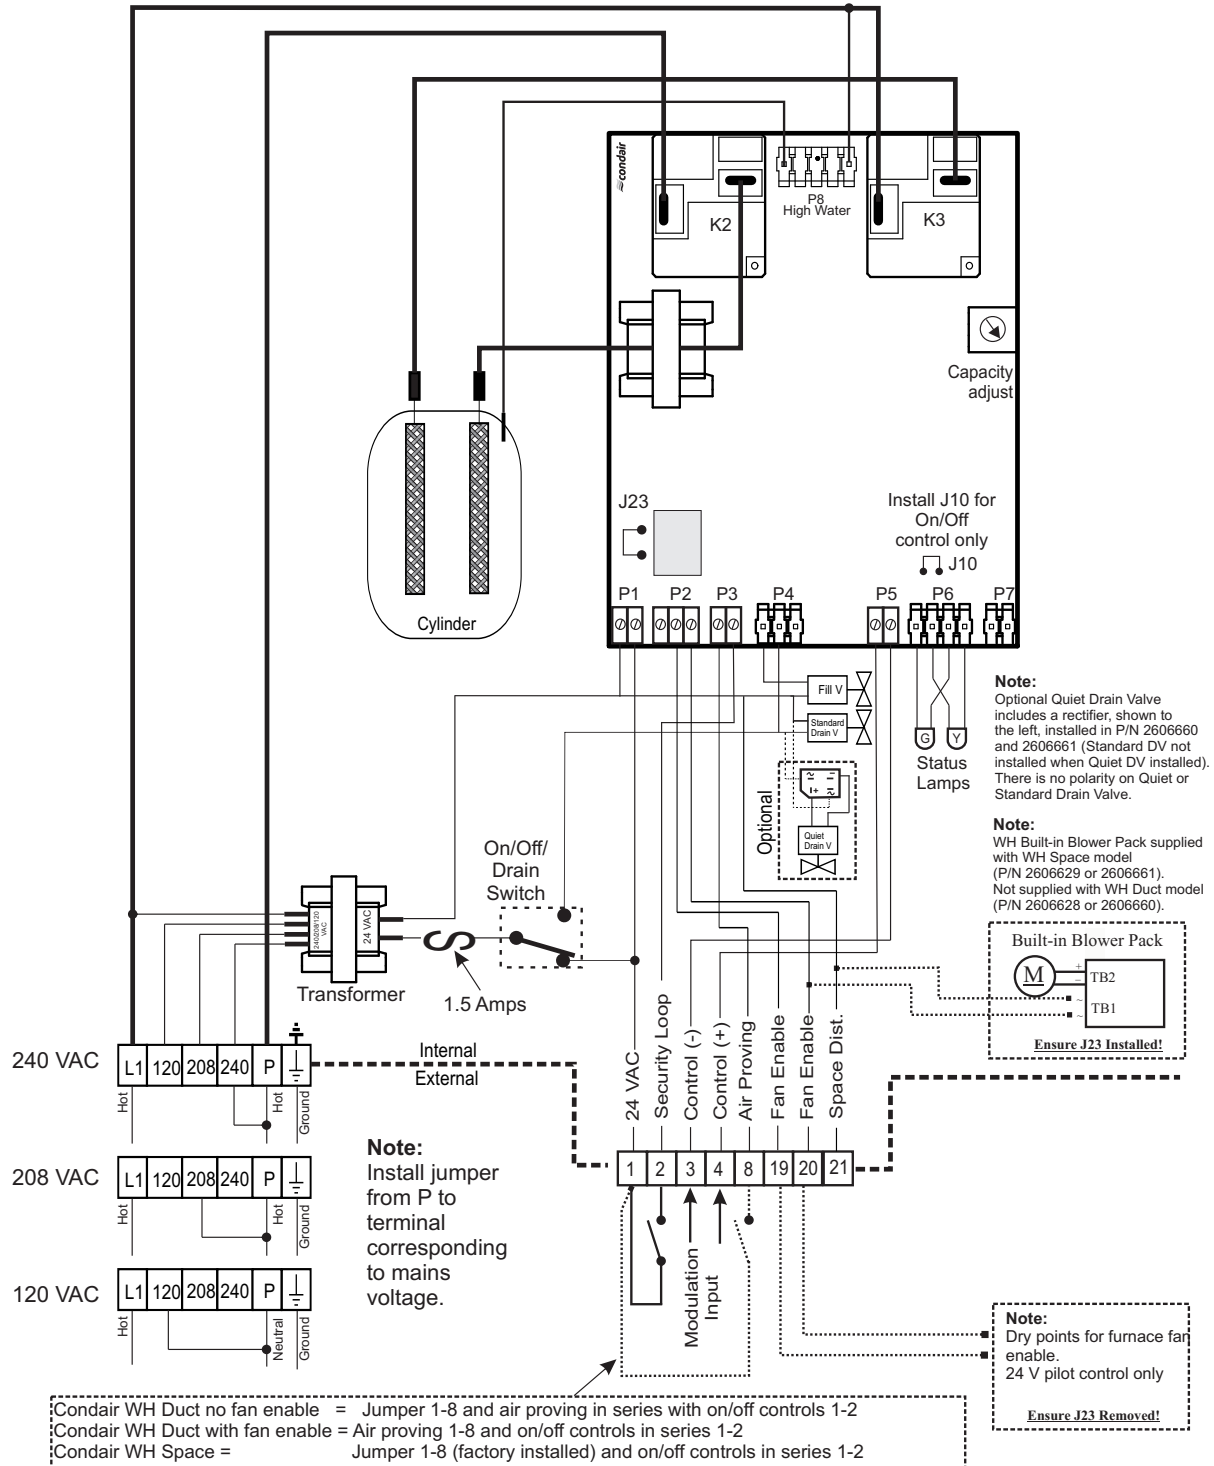 condair
K2
P8
High Water
K3
Capacity
adjust
J23
Install J10 for
On/Off
control only
J10
P1
P2
P3
P4
P5
P6
P7
Cylinder
Fill V
Standard
Drain V
Optional
~ −
I+ ~
Quiet
Drain V
G
Y
Status
Lamps
Note:
Optional Quiet Drain Valve
includes a rectifier, shown to
the left, installed in P/N 2606660
and 2606661 (Standard DV not
installed when Quiet DV installed).
There is no polarity on Quiet or
Standard Drain Valve.
Note:
WH Built-in Blower Pack supplied
with WH Space model
(P/N 2606629 or 2606661).
Not supplied with WH Duct model
(P/N 2606628 or 2606660).
Built-in Blower Pack
M
+
−
TB2
~
~
TB1
Ensure J23 Installed!
On/Off/
Drain
Switch
240/208/120
VAC
24 VAC
Transformer
1.5 Amps
Internal
External
24 VAC
Security Loop
Control (-)
Control (+)
Air Proving
Fan Enable
Fan Enable
Space Dist.
1 2 3 4 8 19 20 21
Modulation
Input
240 VAC
L1 120 208 240 P
Hot
Hot
Ground
208 VAC
L1 120 208 240 P
Hot
Hot
Ground
120 VAC
L1 120 208 240 P
Hot
Neutral
Ground
Note:
Install jumper
from P to
terminal
corresponding
to mains
voltage.
Note:
Dry points for furnace fan
enable.
24 V pilot control only
Ensure J23 Removed!
Condair WH Duct no fan enable = Jumper 1-8 and air proving in series with on/off controls 1-2
Condair WH Duct with fan enable = Air proving 1-8 and on/off controls in series 1-2
Condair WH Space = Jumper 1-8 (factory installed) and on/off controls in series 1-2